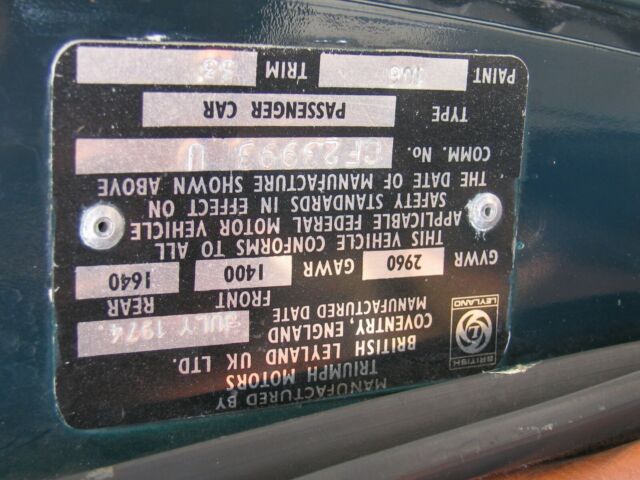 MANUFACTURED BY
TRIUMPH MOTORS
BRITISH LEYLAND UK LTD.
COVENTRY, ENGLAND
BRITISH
LEYLAND
MANUFACTURED DATE JULY 1974
FRONT REAR
GVWR 2960 GAWR 1400 1640
THIS VEHICLE CONFORMS TO ALL
APPLICABLE FEDERAL MOTOR VEHICLE
SAFETY STANDARDS IN EFFECT ON
THE DATE OF MANUFACTURE SHOWN ABOVE
COMM. No. CF23993 U
TYPE PASSENGER CAR
PAINT TRIM 33